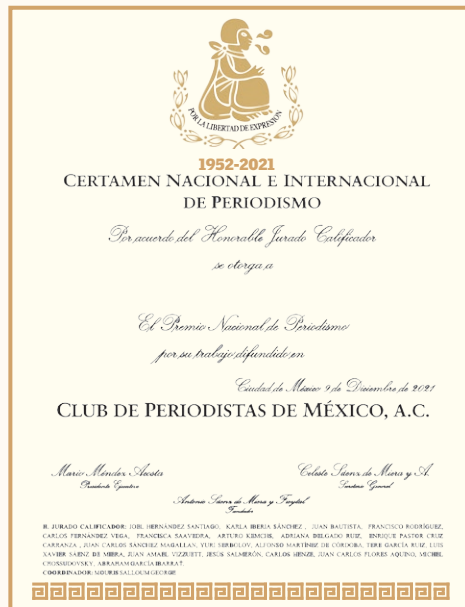 POR LA LIBERTAD DE EXPRESIÓN
1952-2021
CERTAMEN NACIONAL E INTERNACIONAL
DE PERIODISMO
Por acuerdo del Honorable Jurado Calificador
se otorga a
El Premio Nacional de Periodismo
por su trabajo difundido en
Ciudad de México 9 de Diciembre de 2021
CLUB DE PERIODISTAS DE MÉXICO, A.C.
Mario Méndez Acosta
Presidente Ejecutivo
Celeste Sáenz de Miera y A.
Secretaria General
Antonio Sáenz de Miera y Fieytal
Fundador
H. JURADO CALIFICADOR: JOEL HERNÁNDEZ SANTIAGO, KARLA IBERIA SÁNCHEZ, JUAN BAUTISTA, FRANCISCO RODRÍGUEZ,
CARLOS FERNÁNDEZ VEGA, FRANCISCA SAAVEDRA, ARTURO KEMCHS, ADRIANA DELGADO RUIZ, ENRIQUE PASTOR CRUZ
CARRANZA, JUAN CARLOS SÁNCHEZ MAGALLAN, YURI SERBOLOV, ALFONSO MARTÍNEZ DE CÓRDOBA, TERE GARCÍA RUIZ, LUIS
XAVIER SÁENZ DE MIERA, JUAN AMAEL VIZZUETT, JESÚS SALMERÓN, CARLOS HENZE, JUAN CARLOS FLORES AQUINO, MICHEL
CHOSSUDOVSKY, ABRAHAM GARCÍA IBARRA†.
COORDINADOR: MOURIS SALLOUM GEORGE